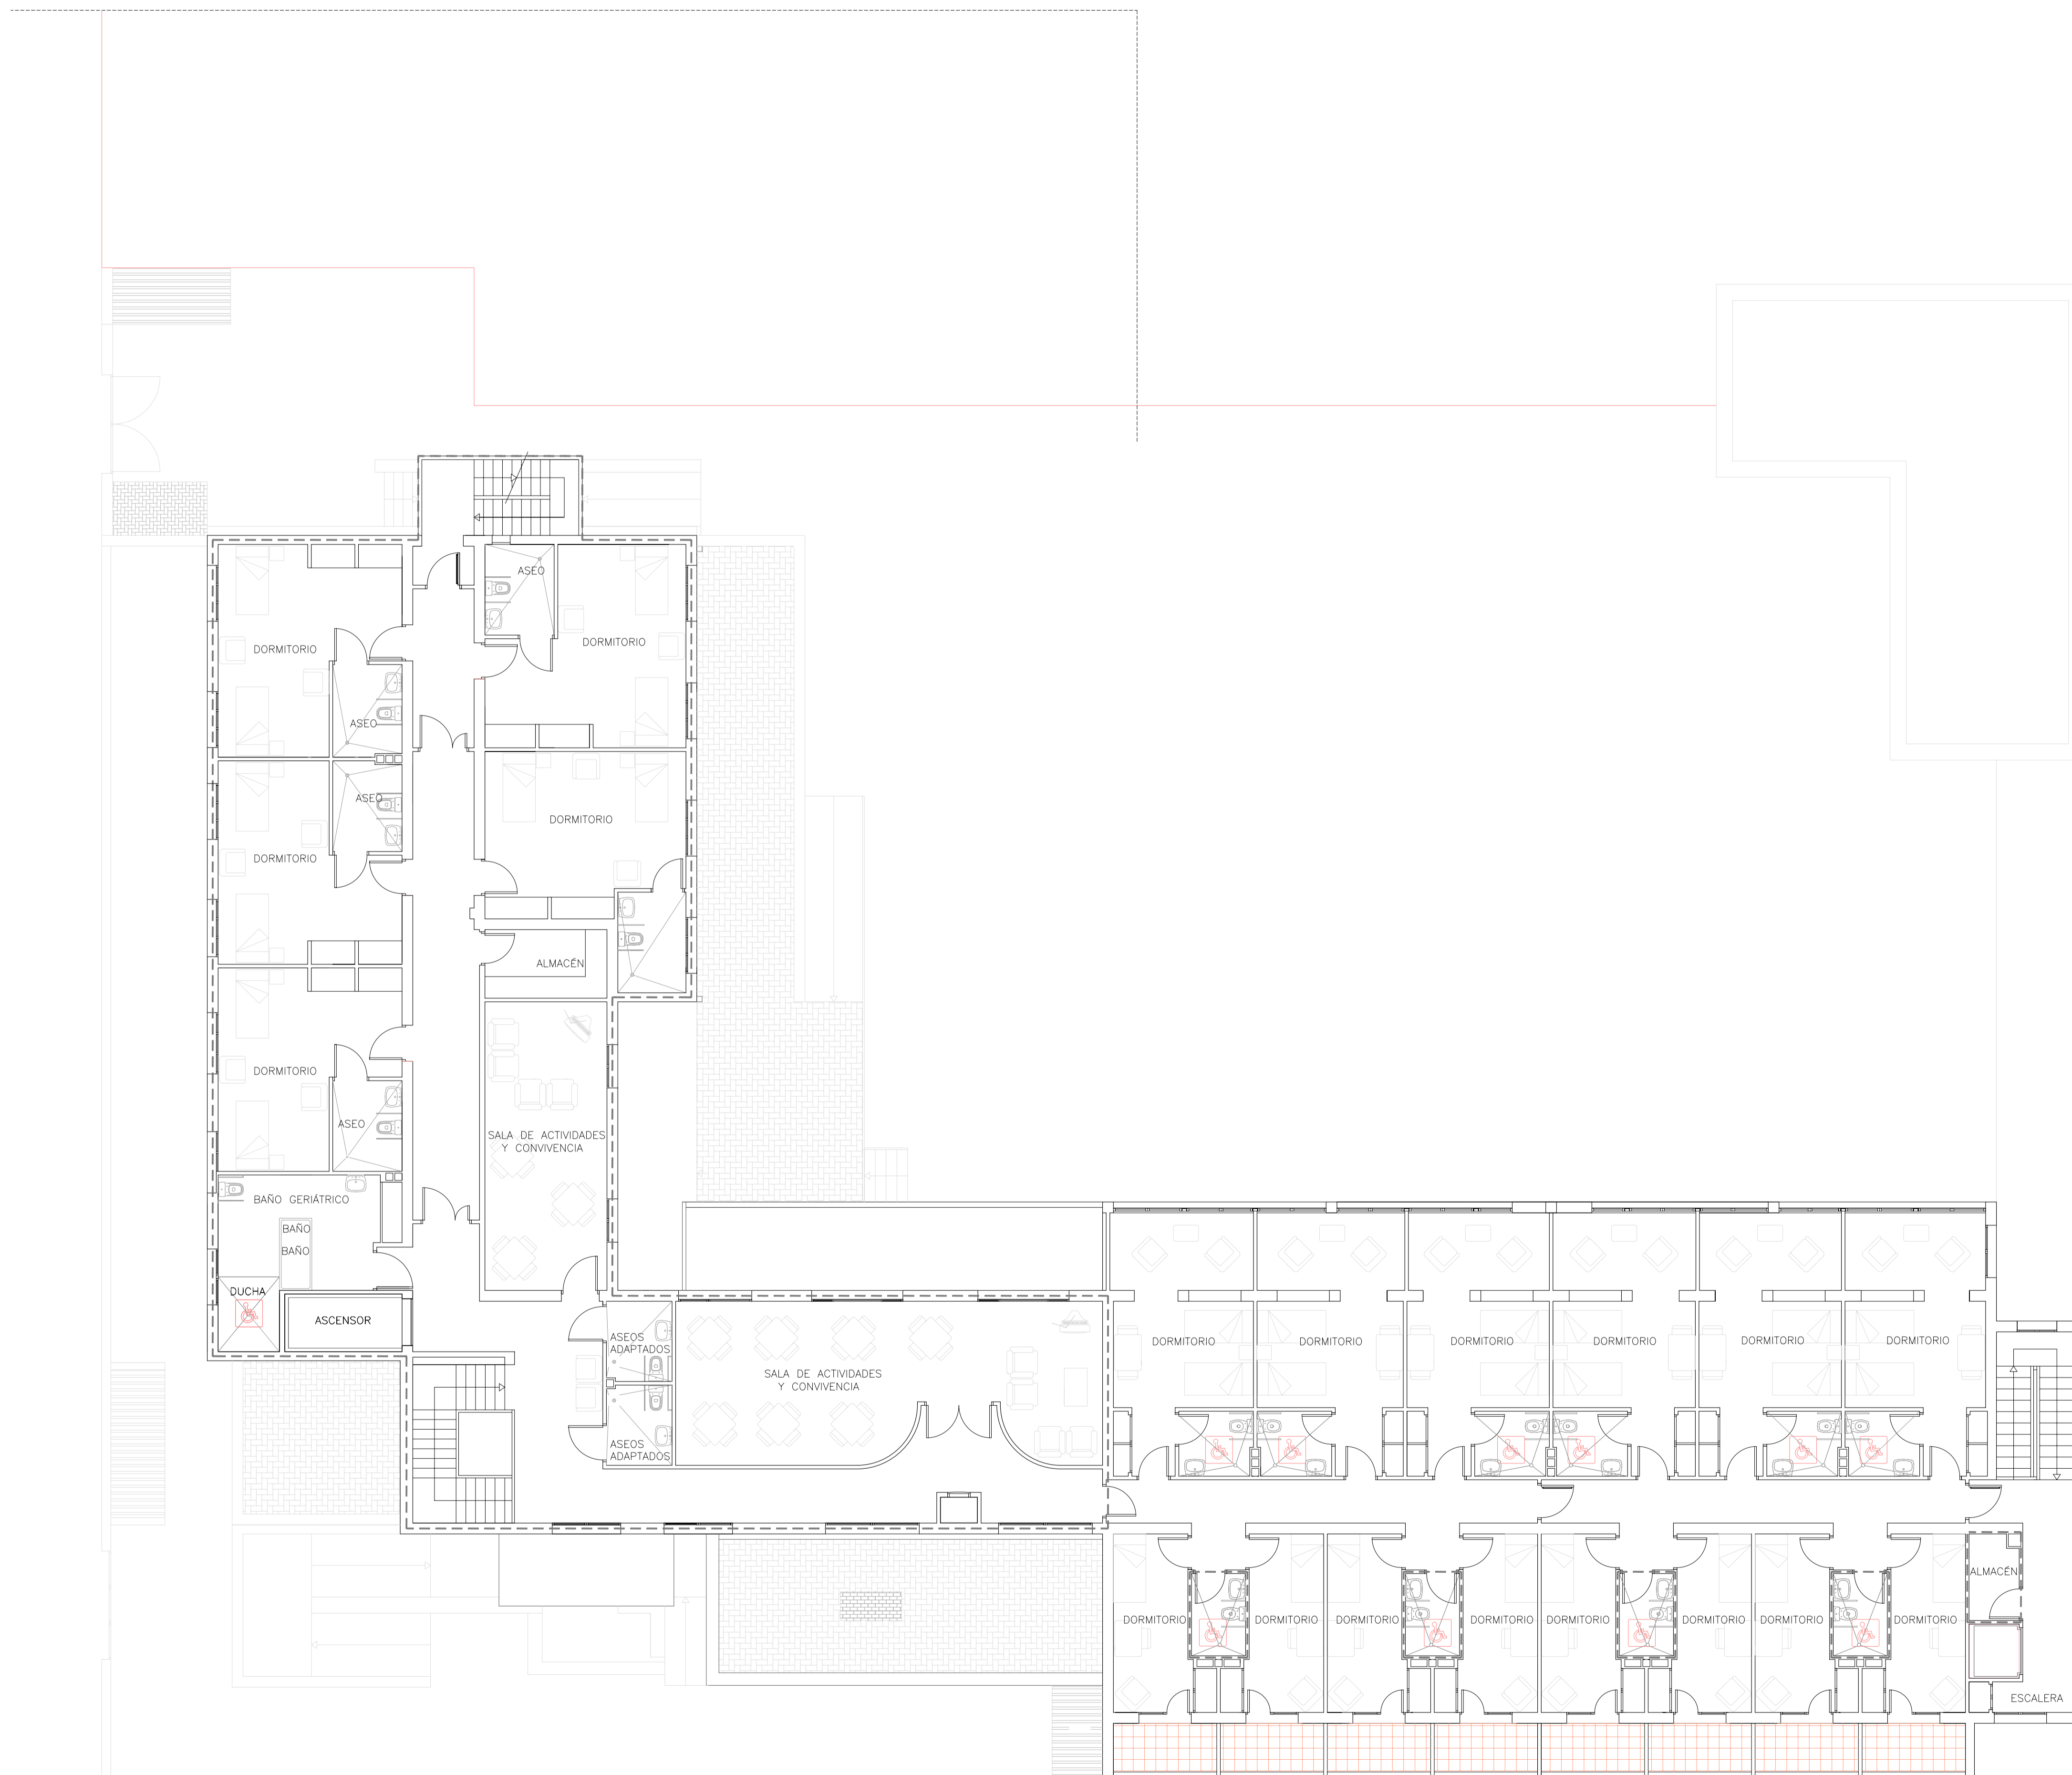 ASEO
DORMITORIO
DORMITORIO
ASEO
ASEO
DORMITORIO
DORMITORIO
ALMACÉN
DORMITORIO
ASEO
SALA DE ACTIVIDADES
Y CONVIVENCIA
BAÑO GERIÁTRICO
BAÑO
BAÑO
DUCHA
ASCENSOR
ASEOS
ADAPTADOS
SALA DE ACTIVIDADES
Y CONVIVENCIA
ASEOS
ADAPTADOS
DORMITORIO
DORMITORIO
DORMITORIO
DORMITORIO
DORMITORIO
DORMITORIO
ALMACÉN
DORMITORIO
DORMITORIO
DORMITORIO
DORMITORIO
DORMITORIO
DORMITORIO
DORMITORIO
DORMITORIO
ESCALERA